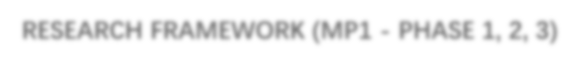 RESEARCH FRAMEWORK (MP1 - PHASE 1, 2, 3)